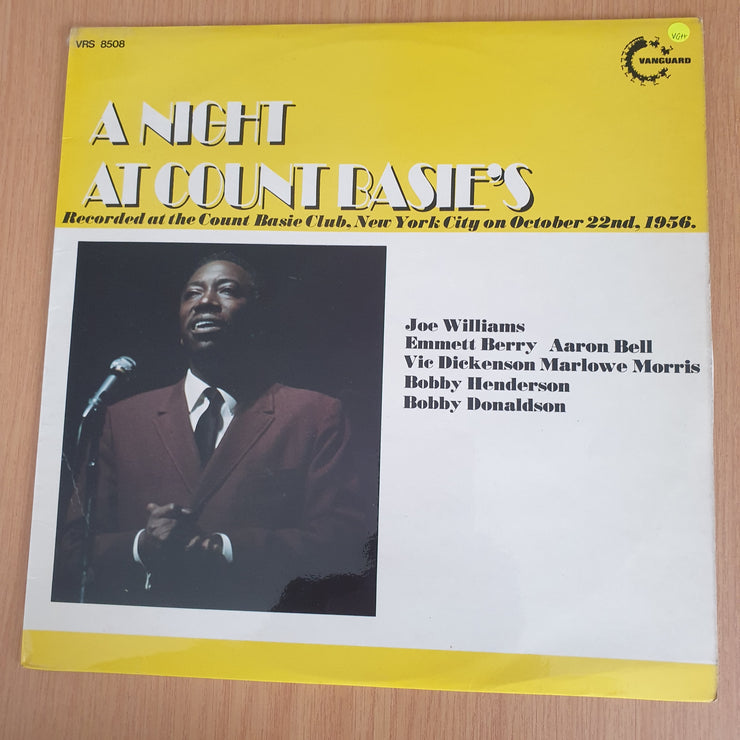 VRS 8508
VG++
VANGUARD
A NIGHT
AT COUNT BASIE'S
Recorded at the Count Basie Club, New York City on October 22nd, 1956.
Joe Williams
Emmett Berry Aaron Bell
Vic Dickenson Marlowe Morris
Bobby Henderson
Bobby Donaldson